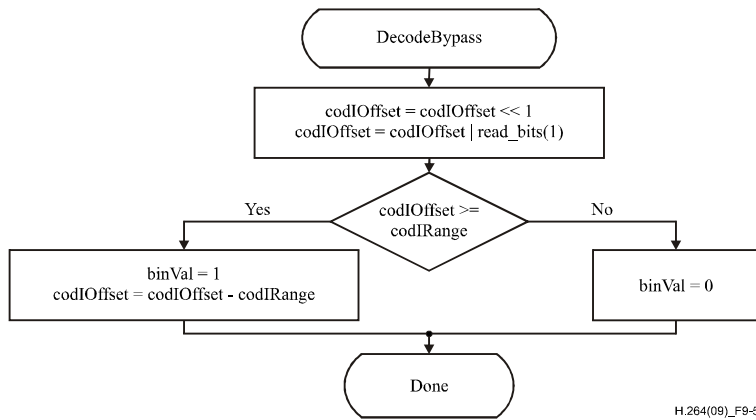 DecodeBypass
codIOffset = codIOffset << 1
codIOffset = codIOffset | read_bits(1)
codIOffset >=
codIRange
Yes
No
binVal = 1
codIOffset = codIOffset - codIRange
binVal = 0
Done